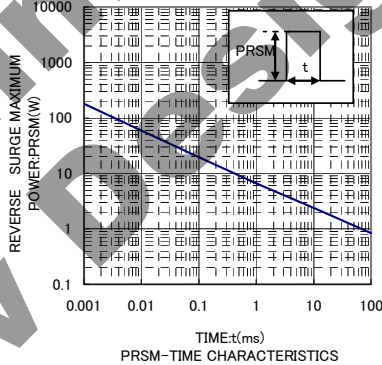 10000
1000
100
10
1
0.1
REVERSE SURGE MAXIMUM
POWER:PRSM(W)
PRSM
t
0.001 0.01 0.1 1 10 100
TIME:t(ms)
PRSM-TIME CHARACTERISTICS